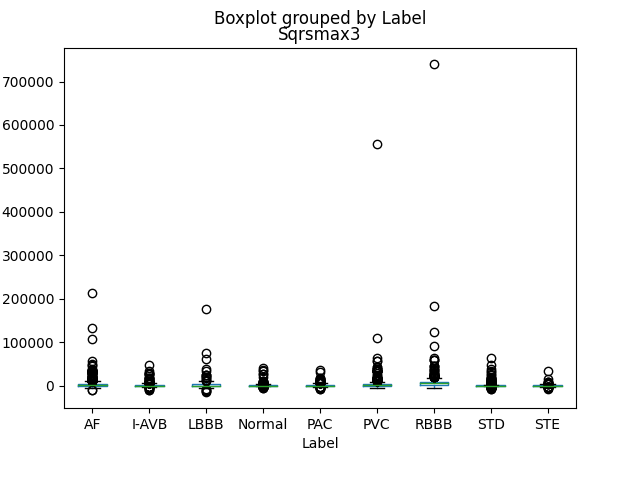 Boxplot grouped by Label
Sqrsmax3
700000
600000
500000
400000
300000
200000
100000
0
AF I-AVB LBBB Normal PAC PVC RBBB STD STE
Label